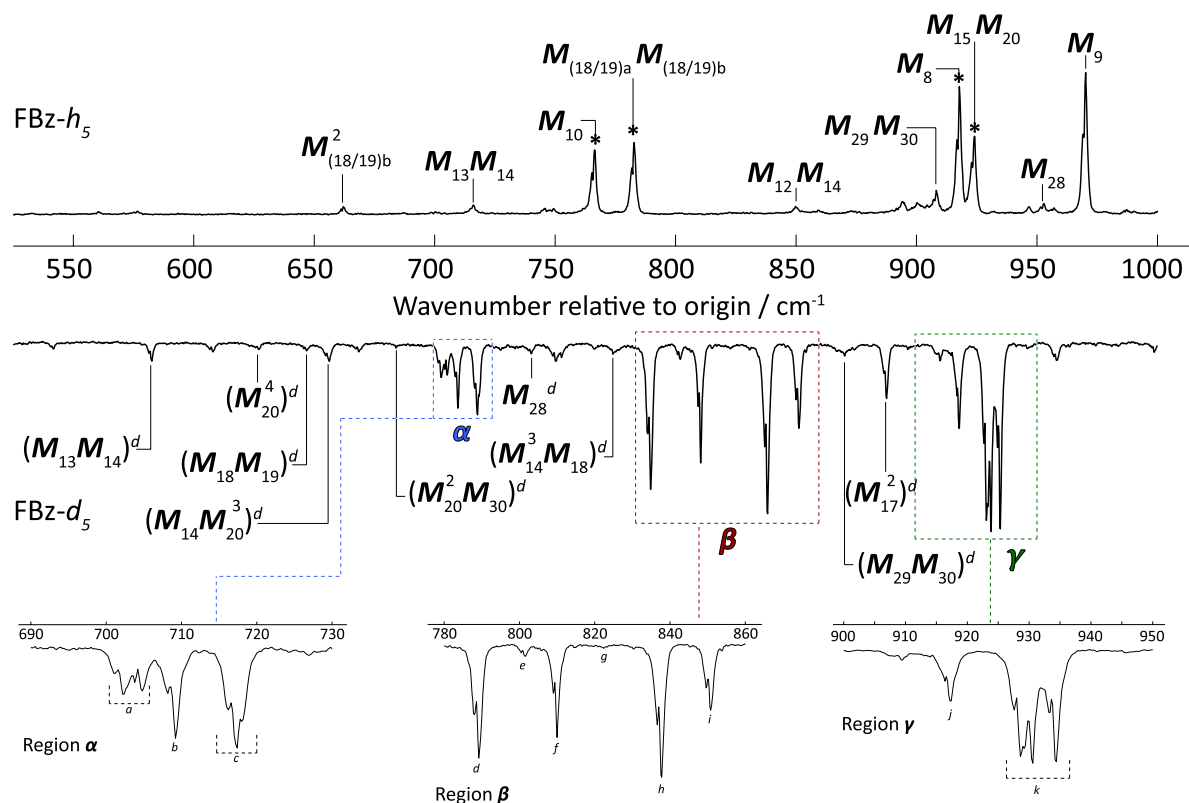 M15M20
M9
M(18/19)aM(18/19)b
M8
* *
FBz-h5
M10
* *
M29M30
M²(18/19)b
M13M14
M12M14
M28
550 600 650 700 750 800 850 900 950 1000
Wavenumber relative to origin / cm-1
(M⁴20)d
M28d
α
(M13M14)d
(M18M19)d
(M³14M18)d
(M²20M30)d
(M²17)d
FBz-d5
(M14M³20)d
β
γ
(M29M30)d
690 700 710 720 730
780 800 820 840 860
900 910 920 930 940 950
e g
a
j
i
Region α
b
c
f
Region γ
d
h
k
Region β